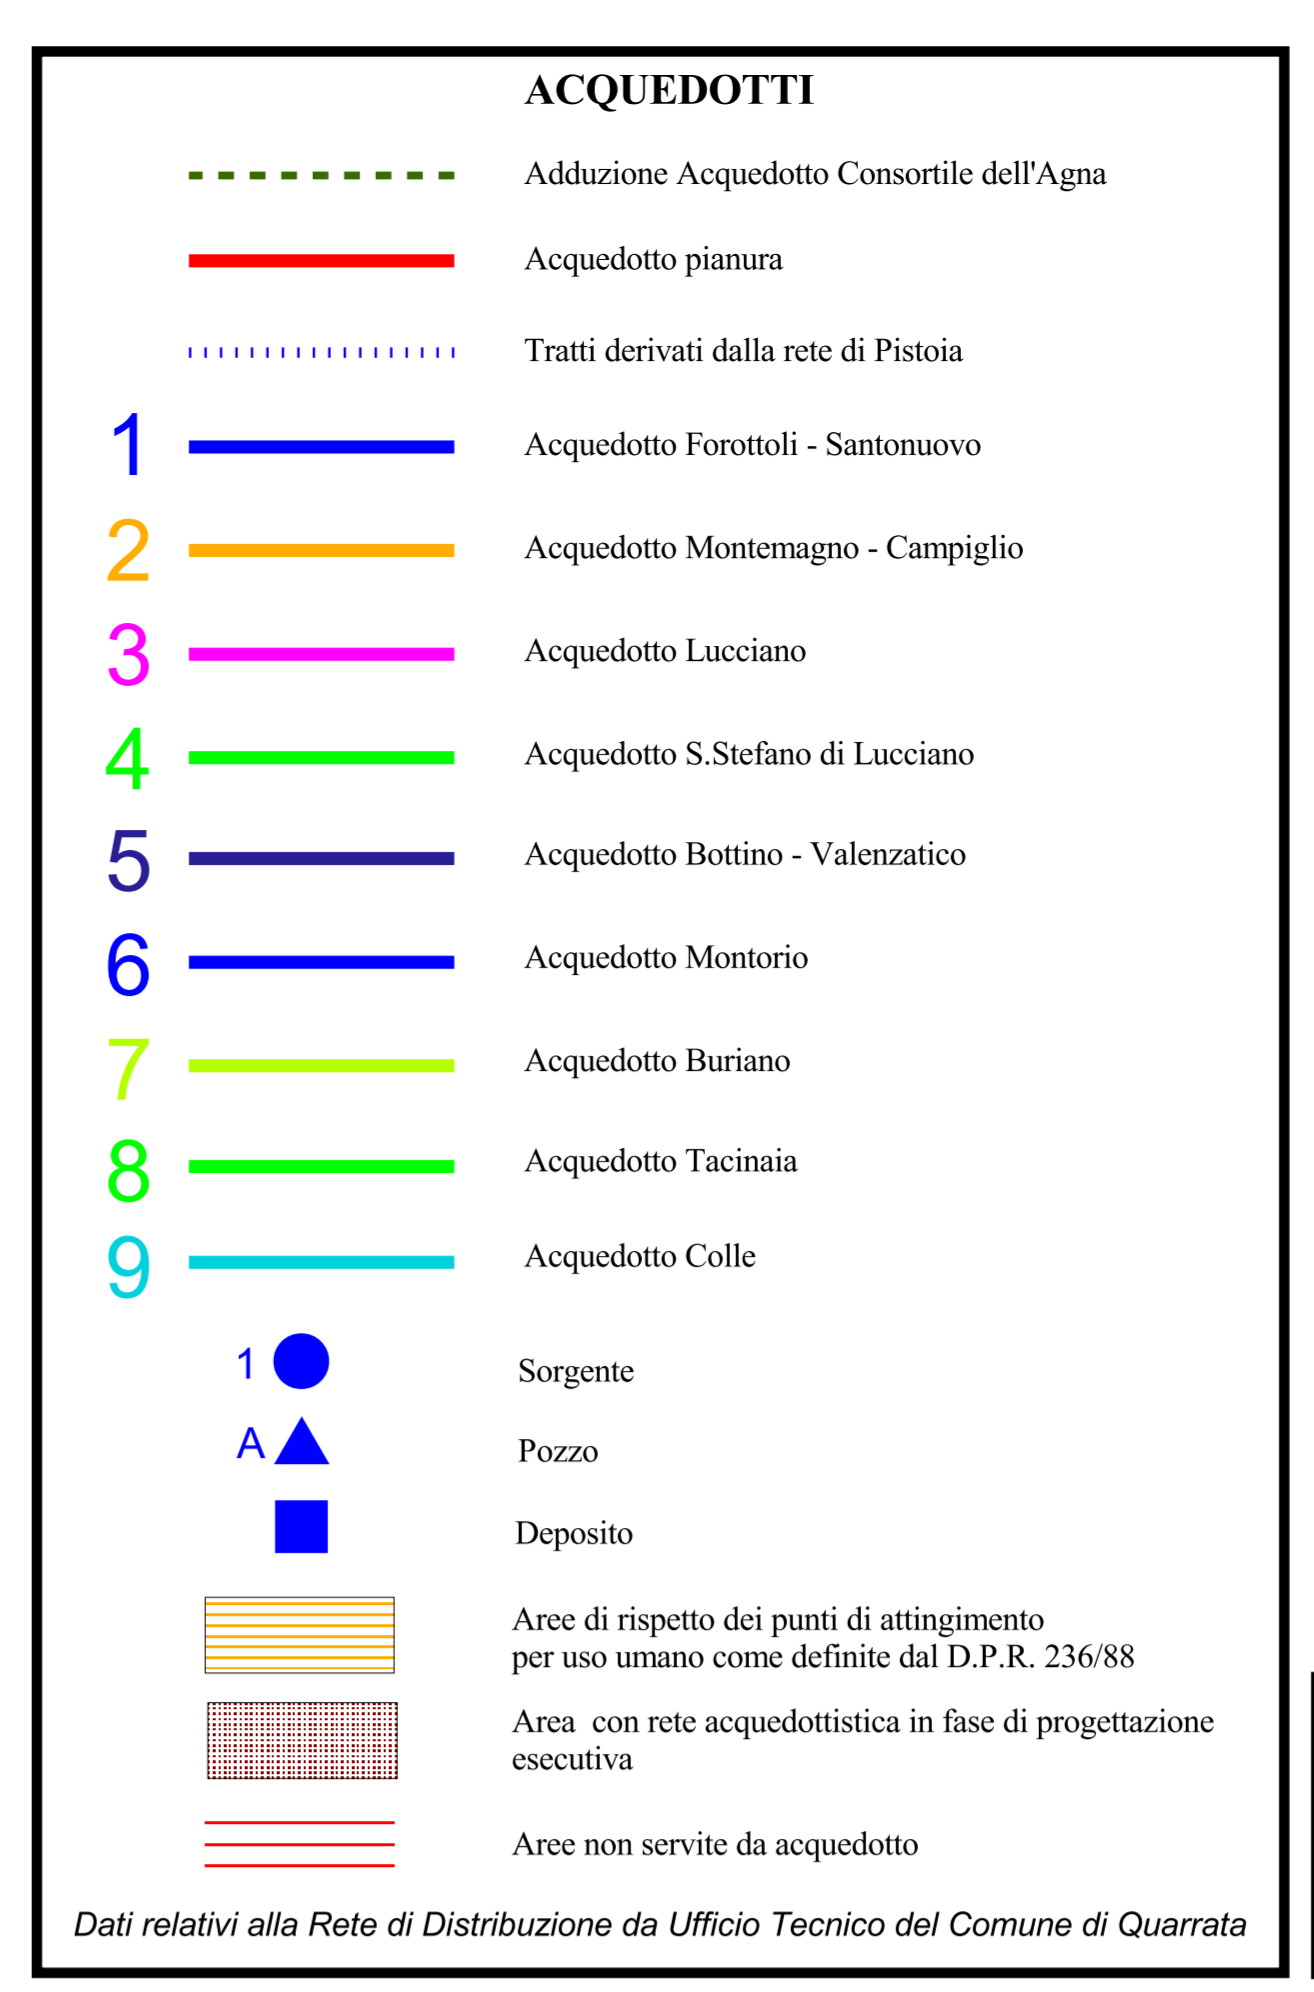 ACQUEDOTTI
Adduzione Acquedotto Consortile dell'Agna
Acquedotto pianura
Tratti derivati dalla rete di Pistoia
1 Acquedotto Forottoli - Santonuovo
2 Acquedotto Montemagno - Campiglio
3 Acquedotto Lucciano
4 Acquedotto S.Stefano di Lucciano
5 Acquedotto Bottino - Valenzatico
6 Acquedotto Montorio
7 Acquedotto Buriano
8 Acquedotto Tacinaia
9 Acquedotto Colle
1 Sorgente
A Pozzo
Deposito
Aree di rispetto dei punti di attingimento
per uso umano come definite dal D.P.R. 236/88
Area con rete acquedottistica in fase di progettazione
esecutiva
Aree non servite da acquedotto
Dati relativi alla Rete di Distribuzione da Ufficio Tecnico del Comune di Quarrata